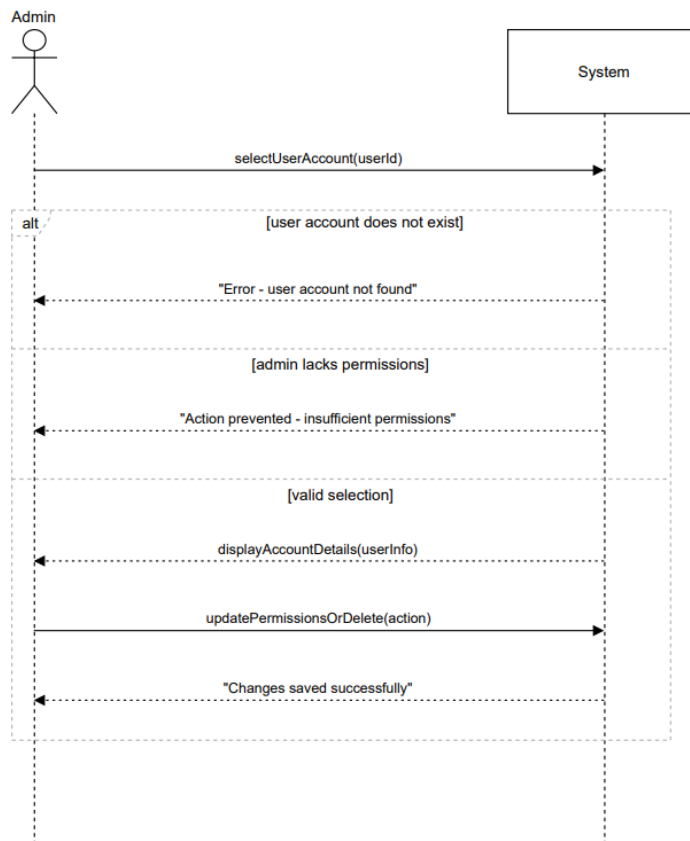 Admin
System
selectUserAccount(userId)
alt
[user account does not exist]
"Error - user account not found"
[admin lacks permissions]
"Action prevented - insufficient permissions"
[valid selection]
displayAccountDetails(userInfo)
updatePermissionsOrDelete(action)
"Changes saved successfully"